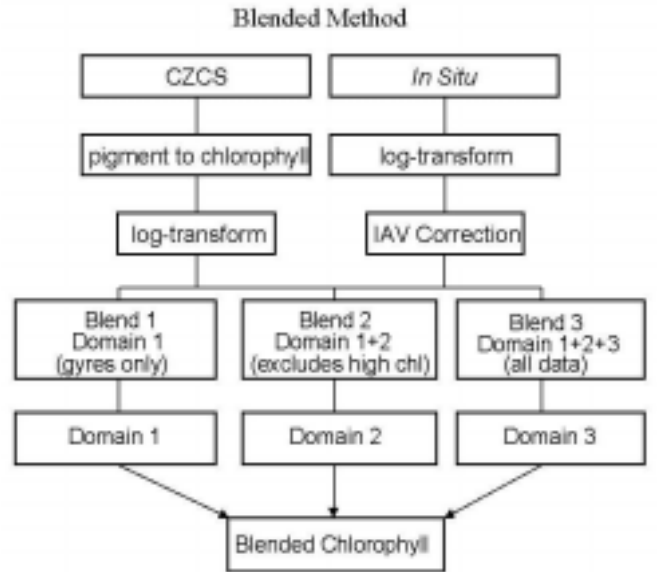 Blended Method
CZCS
In Situ
pigment to chlorophyll
log-transform
log-transform
IAV Correction
Blend 1
Domain 1
(gyres only)
Blend 2
Domain 1+2
(excludes high chl)
Blend 3
Domain 1+2+3
(all data)
Domain 1
Domain 2
Domain 3
Blended Chlorophyll